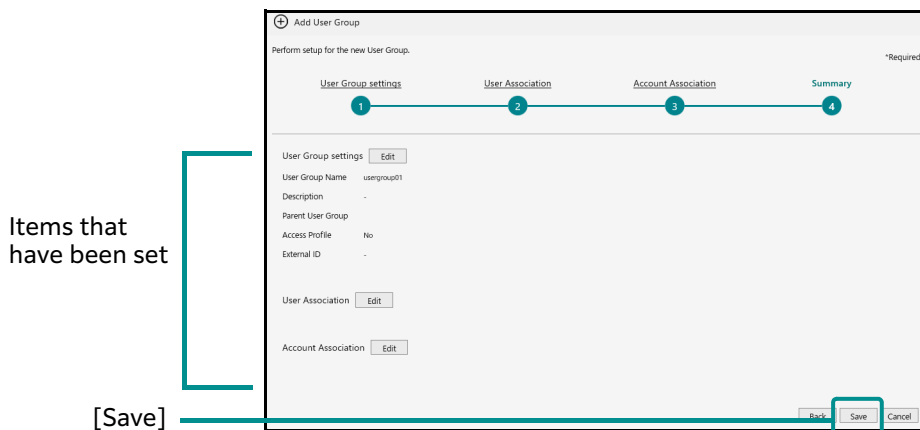 Add User Group
Perform setup for the new User Group.
*Required
User Group settings User Association Account Association Summary
1 2 3 4
User Group settings Edit
User Group Name usergroup01
Description -
Parent User Group
Access Profile No
External ID -
Items that
have been set
User Association Edit
Account Association Edit
[Save]
Back Save Cancel